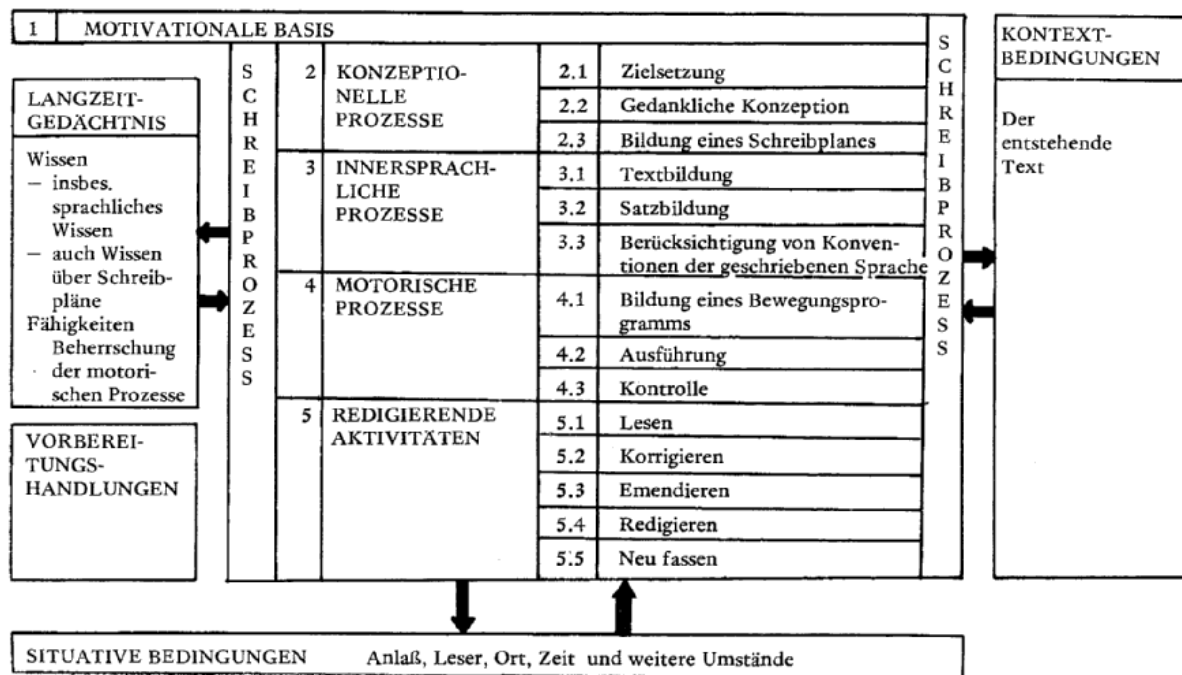 1 MOTIVATIONALE BASIS
LANGZEIT-
GEDÄCHTNIS
Wissen
— insbes.
sprachliches
Wissen
— auch Wissen
über Schreib-
pläne
Fähigkeiten
Beherrschung
der motori-
schen Prozesse
VORBEREI-
TUNGS-
HANDLUNGEN
SCHREIBPROZESS
2 KONZEPTIO-
NELLE
PROZESSE
2.1 Zielsetzung
2.2 Gedankliche Konzeption
2.3 Bildung eines Schreibplanes
3 INNERSPRACH-
LICHE
PROZESSE
3.1 Textbildung
3.2 Satzbildung
3.3 Berücksichtigung von Konven-
tionen der geschriebenen Sprache
4 MOTORISCHE
PROZESSE
4.1 Bildung eines Bewegungspro-
gramms
4.2 Ausführung
4.3 Kontrolle
5 REDIGIERENDE
AKTIVITÄTEN
5.1 Lesen
5.2 Korrigieren
5.3 Emendieren
5.4 Redigieren
5.5 Neu fassen
SCHREIBPROZESS
KONTEXT-
BEDINGUNGEN
Der
entstehende
Text
SITUATIVE BEDINGUNGEN Anlaß, Leser, Ort, Zeit und weitere Umstände